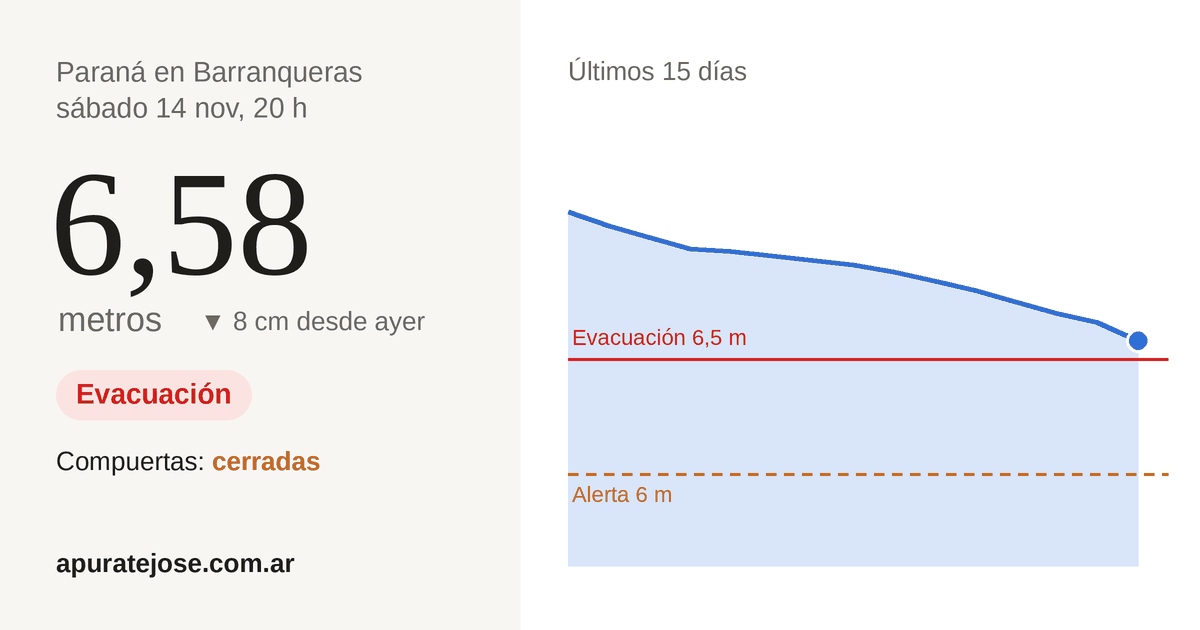 Paraná en Barranqueras
sábado 14 nov, 20 h
6,58
metros ▼ 8 cm desde ayer
Evacuación
Compuertas: cerradas
apuratejose.com.ar
Últimos 15 días
Evacuación 6,5 m
Alerta 6 m